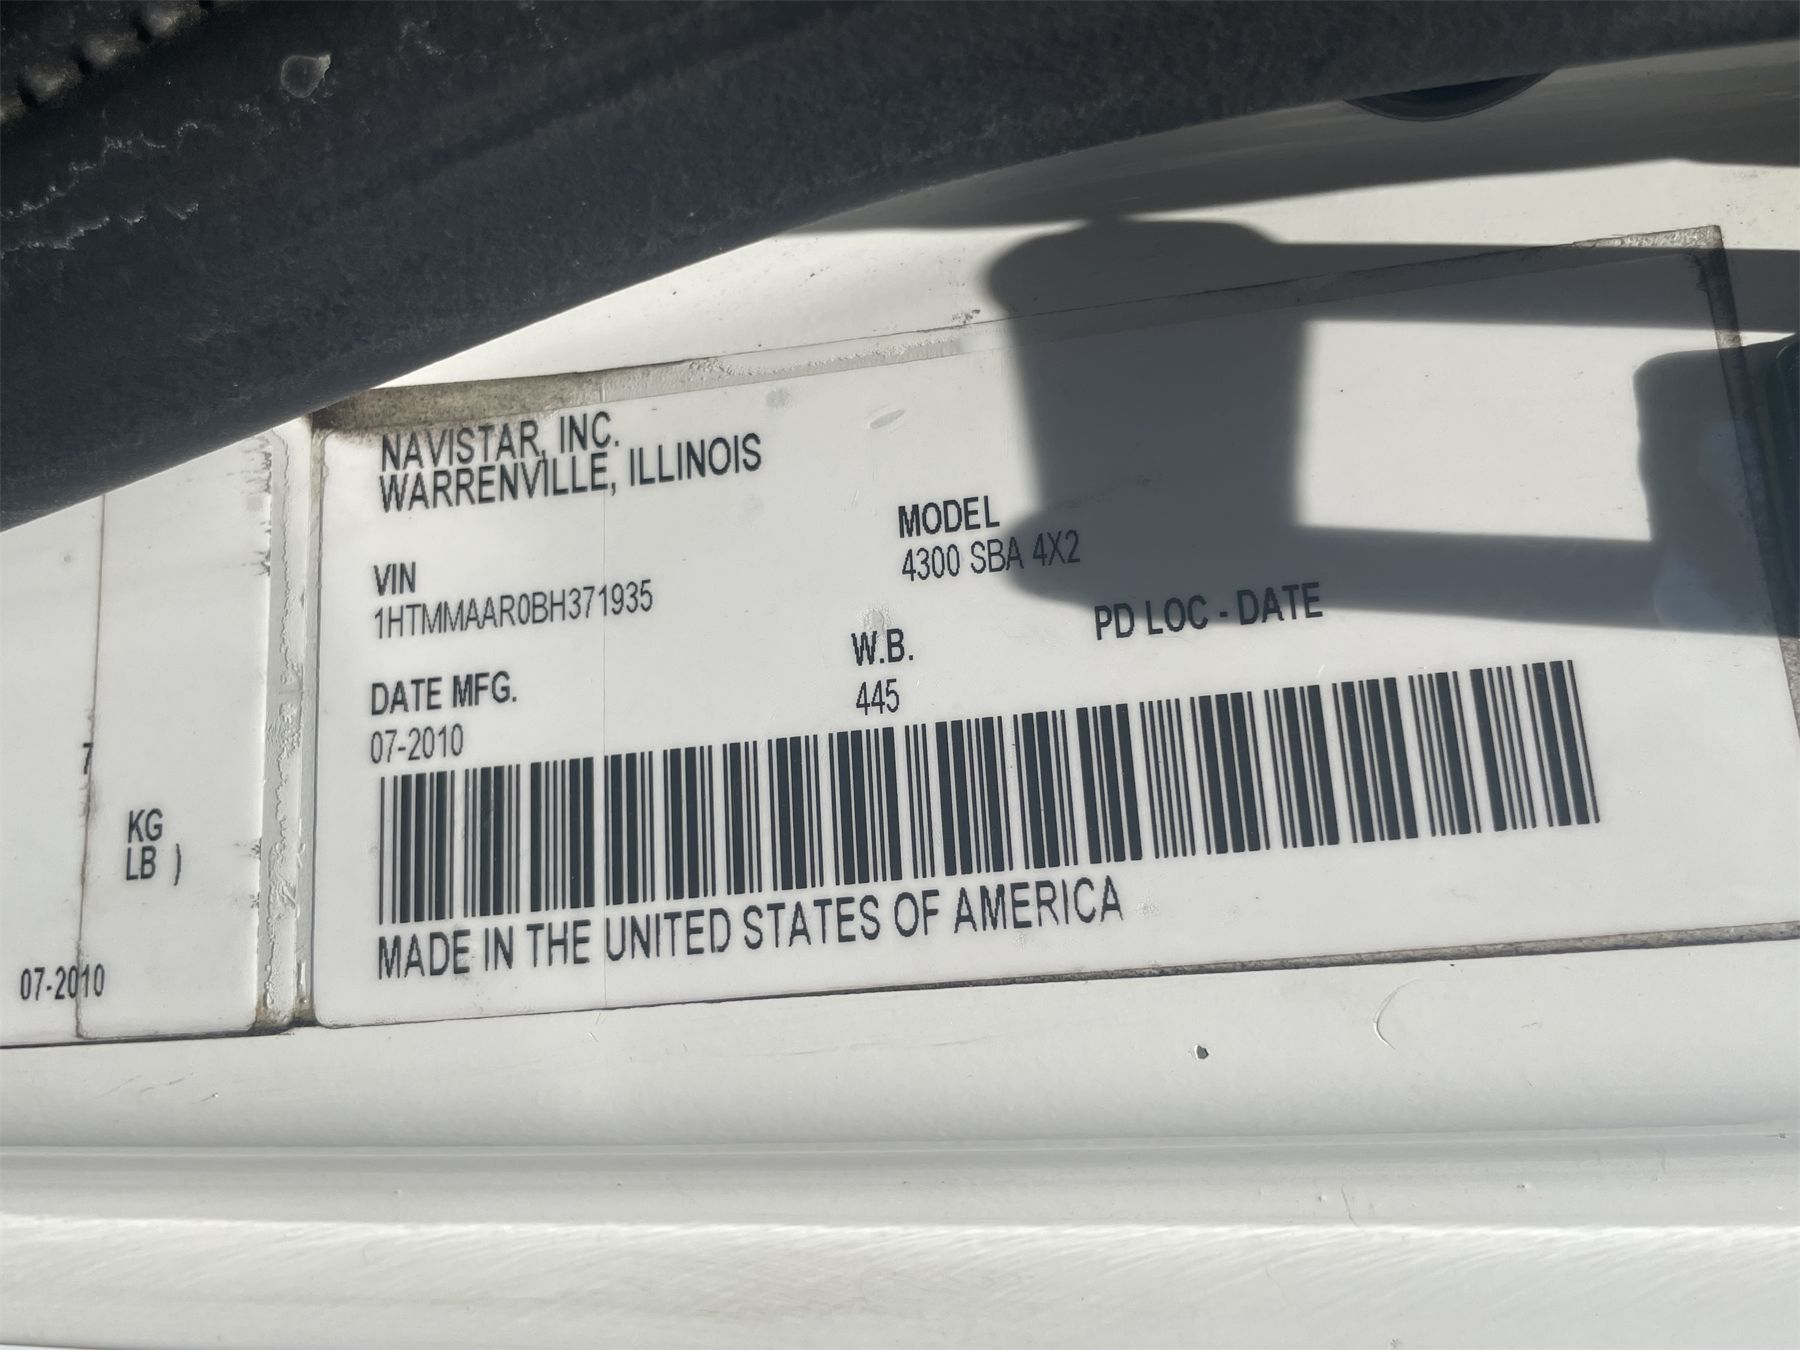 NAVISTAR, INC.
WARRENVILLE, ILLINOIS
MODEL
4300 SBA 4X2
VIN
1HTMMAAR0BH371935
W.B.
445
PD LOC - DATE
DATE MFG.
07-2010
MADE IN THE UNITED STATES OF AMERICA
7
KG
LB )
07-2010